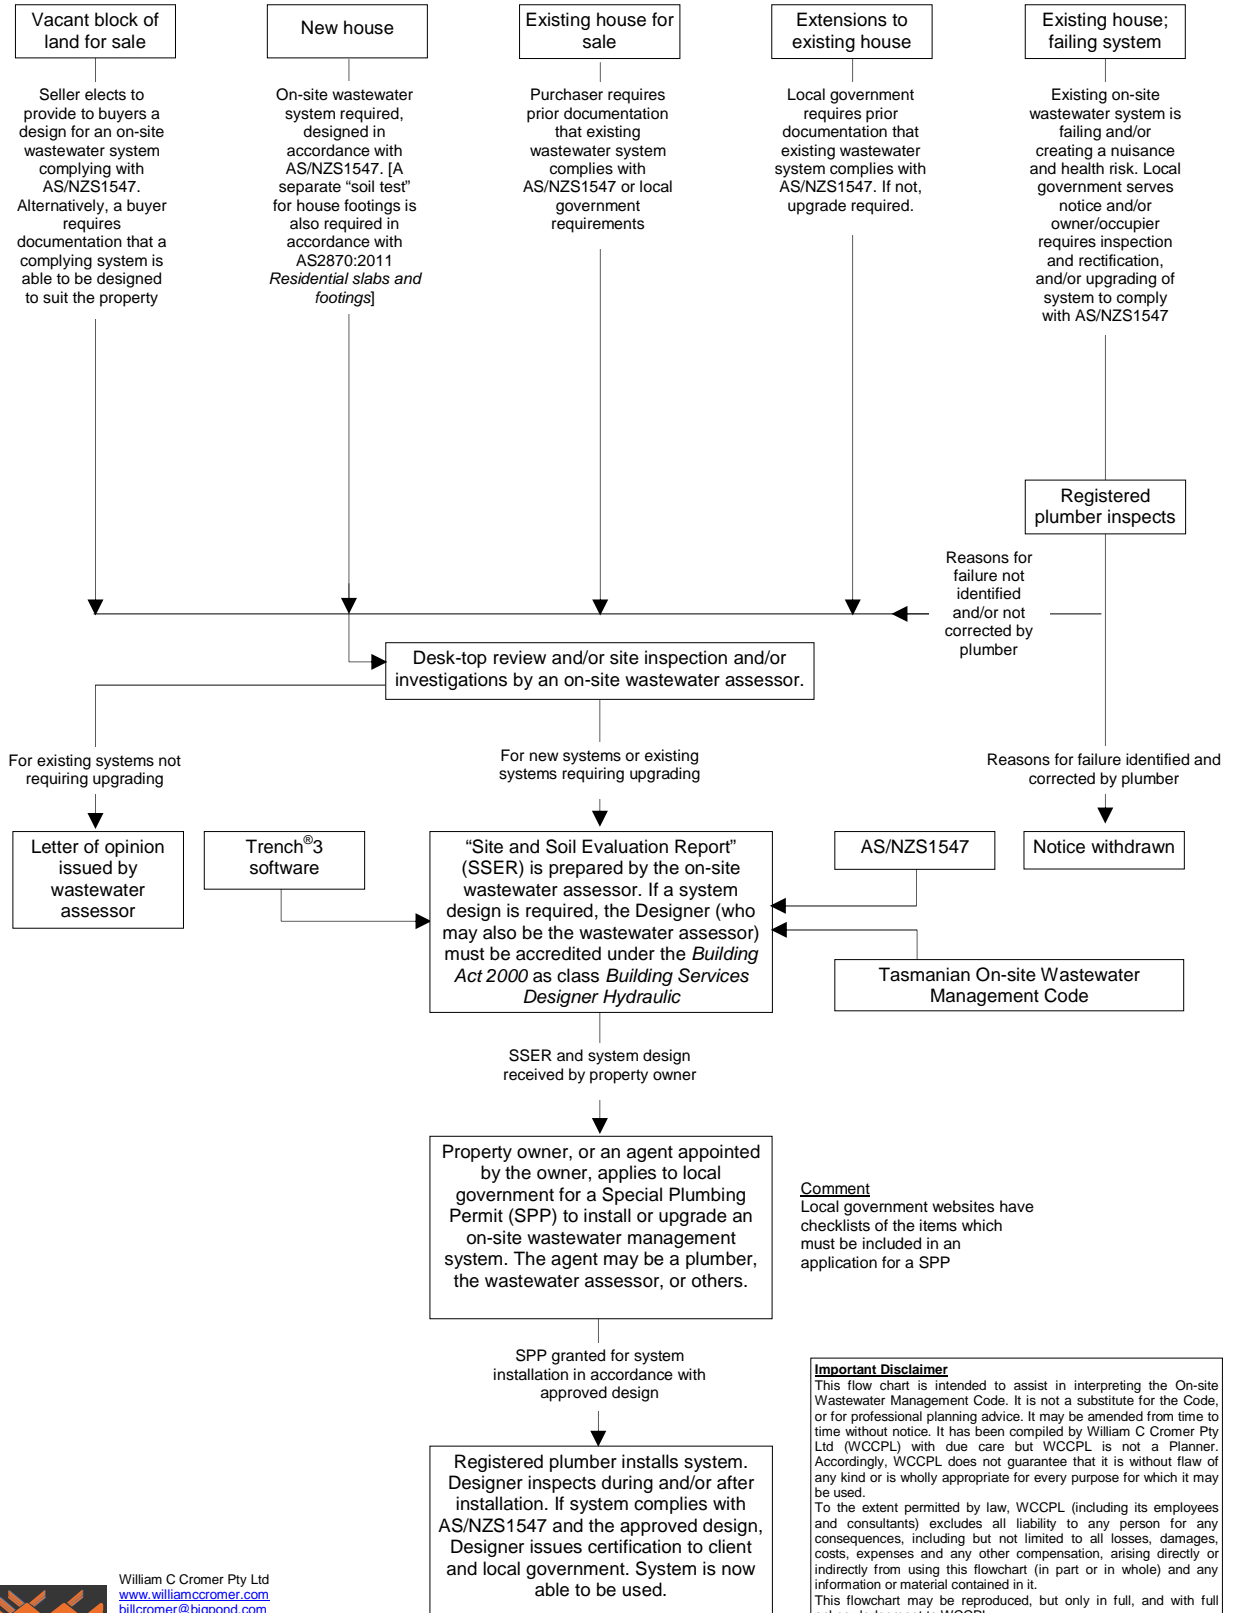 Vacant block of
land for sale
New house
Existing house for
sale
Extensions to
existing house
Existing house;
failing system
Seller elects to
provide to buyers a
design for an on-site
wastewater system
complying with
AS/NZS1547.
Alternatively, a buyer
requires
documentation that a
complying system is
able to be designed
to suit the property
On-site wastewater
system required,
designed in
accordance with
AS/NZS1547. [A
separate “soil test”
for house footings is
also required in
accordance with
AS2870:2011
Residential slabs and
footings]
Purchaser requires
prior documentation
that existing
wastewater system
complies with
AS/NZS1547 or local
government
requirements
Local government
requires prior
documentation that
existing wastewater
system complies with
AS/NZS1547. If not,
upgrade required.
Existing on-site
wastewater system is
failing and/or
creating a nuisance
and health risk. Local
government serves
notice and/or
owner/occupier
requires inspection
and rectification,
and/or upgrading of
system to comply
with AS/NZS1547
Registered
plumber inspects
Reasons for
failure not
identified
and/or not
corrected by
plumber
Desk-top review and/or site inspection and/or
investigations by an on-site wastewater assessor.
For existing systems not
requiring upgrading
For new systems or existing
systems requiring upgrading
Reasons for failure identified and
corrected by plumber
Letter of opinion
issued by
wastewater
assessor
Trench®3
software
“Site and Soil Evaluation Report”
(SSER) is prepared by the on-site
wastewater assessor. If a system
design is required, the Designer (who
may also be the wastewater assessor)
must be accredited under the Building
Act 2000 as class Building Services
Designer Hydraulic
AS/NZS1547
Notice withdrawn
Tasmanian On-site Wastewater
Management Code
SSER and system design
received by property owner
Property owner, or an agent appointed
by the owner, applies to local
government for a Special Plumbing
Permit (SPP) to install or upgrade an
on-site wastewater management
system. The agent may be a plumber,
the wastewater assessor, or others.
Comment
Local government websites have
checklists of the items which
must be included in an
application for a SPP
SPP granted for system
installation in accordance with
approved design
Registered plumber installs system.
Designer inspects during and/or after
installation. If system complies with
AS/NZS1547 and the approved design,
Designer issues certification to client
and local government. System is now
able to be used.
Important Disclaimer
This flow chart is intended to assist in interpreting the On-site
Wastewater Management Code. It is not a substitute for the Code,
or for professional planning advice. It may be amended from time to
time without notice. It has been compiled by William C Cromer Pty
Ltd (WCCPL) with due care but WCCPL is not a Planner.
Accordingly, WCCPL does not guarantee that it is without flaw of
any kind or is wholly appropriate for every purpose for which it may
be used.
To the extent permitted by law, WCCPL (including its employees
and consultants) excludes all liability to any person for any
consequences, including but not limited to all losses, damages,
costs, expenses and any other compensation, arising directly or
indirectly from using this flowchart (in part or in whole) and any
information or material contained in it.
This flowchart may be reproduced, but only in full, and with full
William C Cromer Pty Ltd
www.williamccromer.com
billcromer@bigpond.com